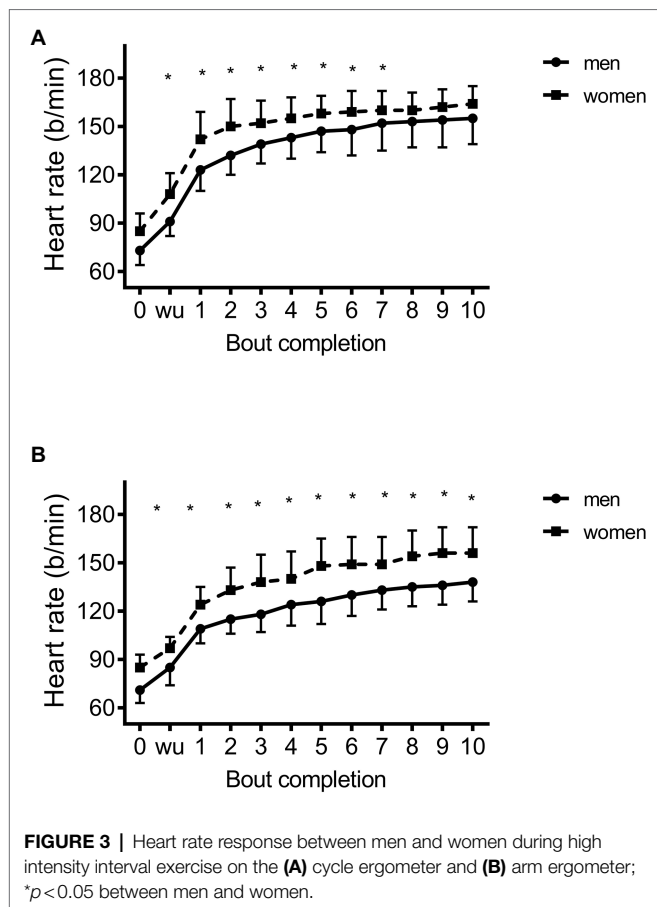 A
* * * * * * * *
180
150
120
90
60
Heart rate (b/min)
men
women
0 wu 1 2 3 4 5 6 7 8 9 10
Bout completion
B
* * * * * * * * * * *
180
150
120
90
60
Heart rate (b/min)
men
women
0 wu 1 2 3 4 5 6 7 8 9 10
Bout completion
FIGURE 3 | Heart rate response between men and women during high
intensity interval exercise on the (A) cycle ergometer and (B) arm ergometer;
*p<0.05 between men and women.